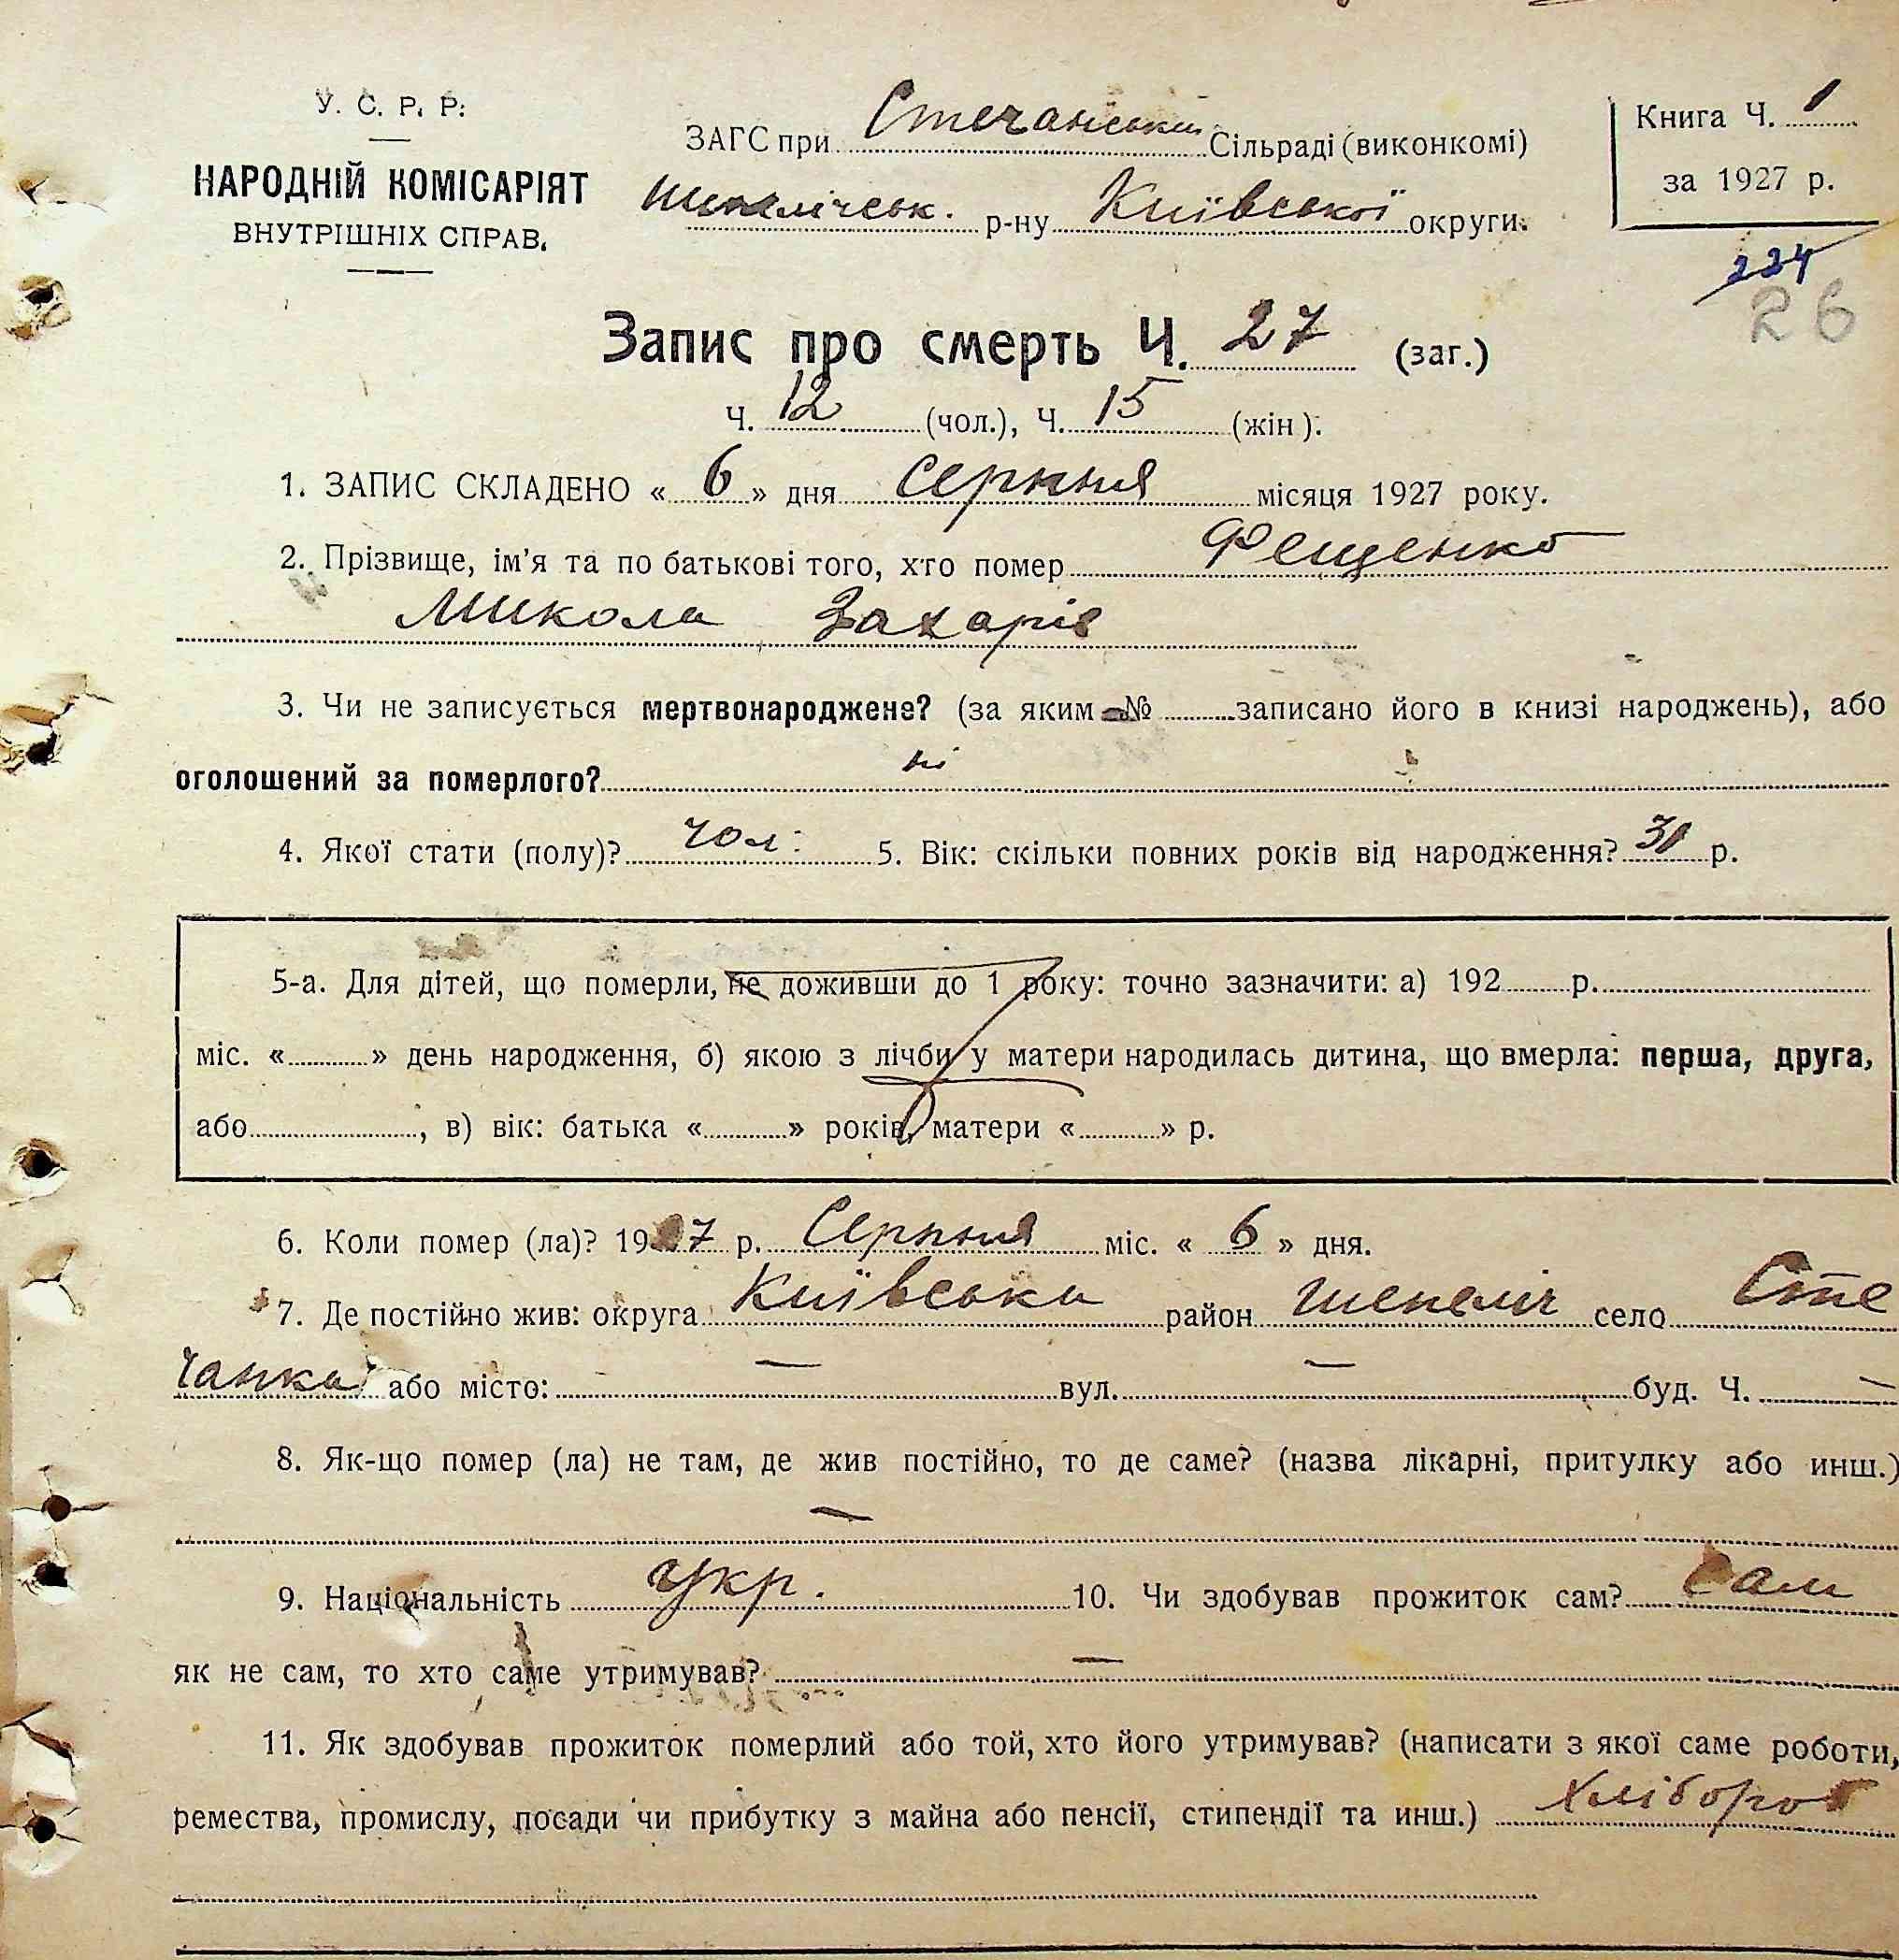 У. С. Р. Р.
НАРОДНІЙ КОМІСАРІЯТ
ВНУТРІШНІХ СПРАВ.
ЗАГС при Стечанський Сільраді (виконкомі)
Шепелічськ. р-ну Київської округи.
Книга Ч. 1
за 1927 р.
224
26
Запис про смерть Ч. 27 (заг.)
Ч. 12 (чол.), Ч. 15 (жін).
1. ЗАПИС СКЛАДЕНО « 6 » дня Серпня місяця 1927 року.
2. Прізвище, ім'я та по батькові того, хто помер Фещенко
Микола Захарів
3. Чи не записується мертвонароджене? (за яким № записано його в книзі народжень), або
оголошений за померлого? ні
4. Якої стати (полу)? чол. 5. Вік: скільки повних років від народження? р.
5-а. Для дітей, що померли, не доживши до 1 року: точно зазначити: а) 192 р.
міс. « » день народження, б) якою з лічби у матери народилась дитина, що вмерла: перша, друга,
або , в) вік: батька « » років, матери « » р.
6. Коли помер (ла)? 1927 р. Серпня міс. « 6 » дня.
7. Де постійно жив: округа Київська район Шепеліч село Сте
чанка або місто: — вул. — буд. Ч. —
8. Як-що помер (ла) не там, де жив постійно, то де саме? (назва лікарні, притулку або инш.)
—
9. Національність укр. 10. Чи здобував прожиток сам? Сам
як не сам, то хто саме утримував? —
11. Як здобував прожиток померлий або той, хто його утримував? (написати з якої саме роботи,
ремества, промислу, посади чи прибутку з майна або пенсії, стипендії та инш.) Хлібороб